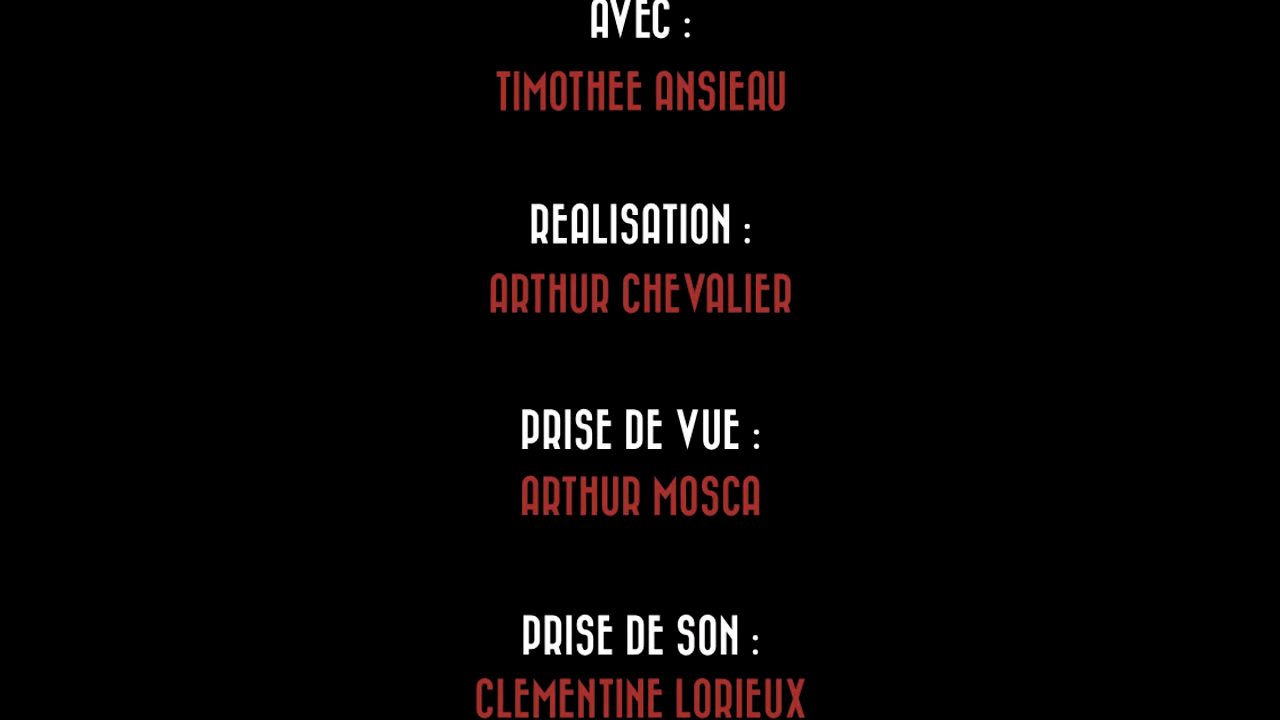 AVEC :
TIMOTHEE ANSIEAU
REALISATION :
ARTHUR CHEVALIER
PRISE DE VUE :
ARTHUR MOSCA
PRISE DE SON :
CLEMENTINE LORIEUX